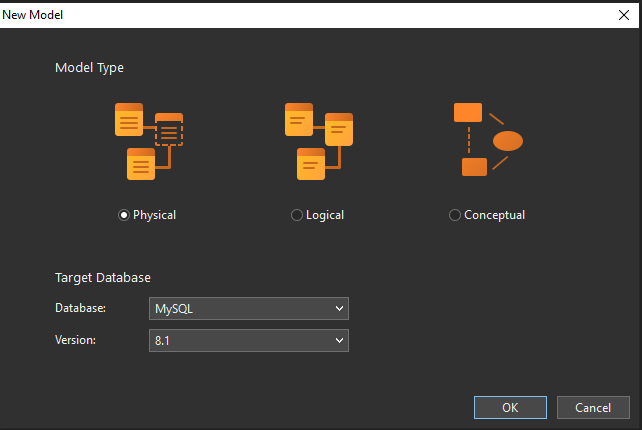 New Model
Model Type
Physical Logical Conceptual
Target Database
Database: MySQL
Version: 8.1
OK Cancel